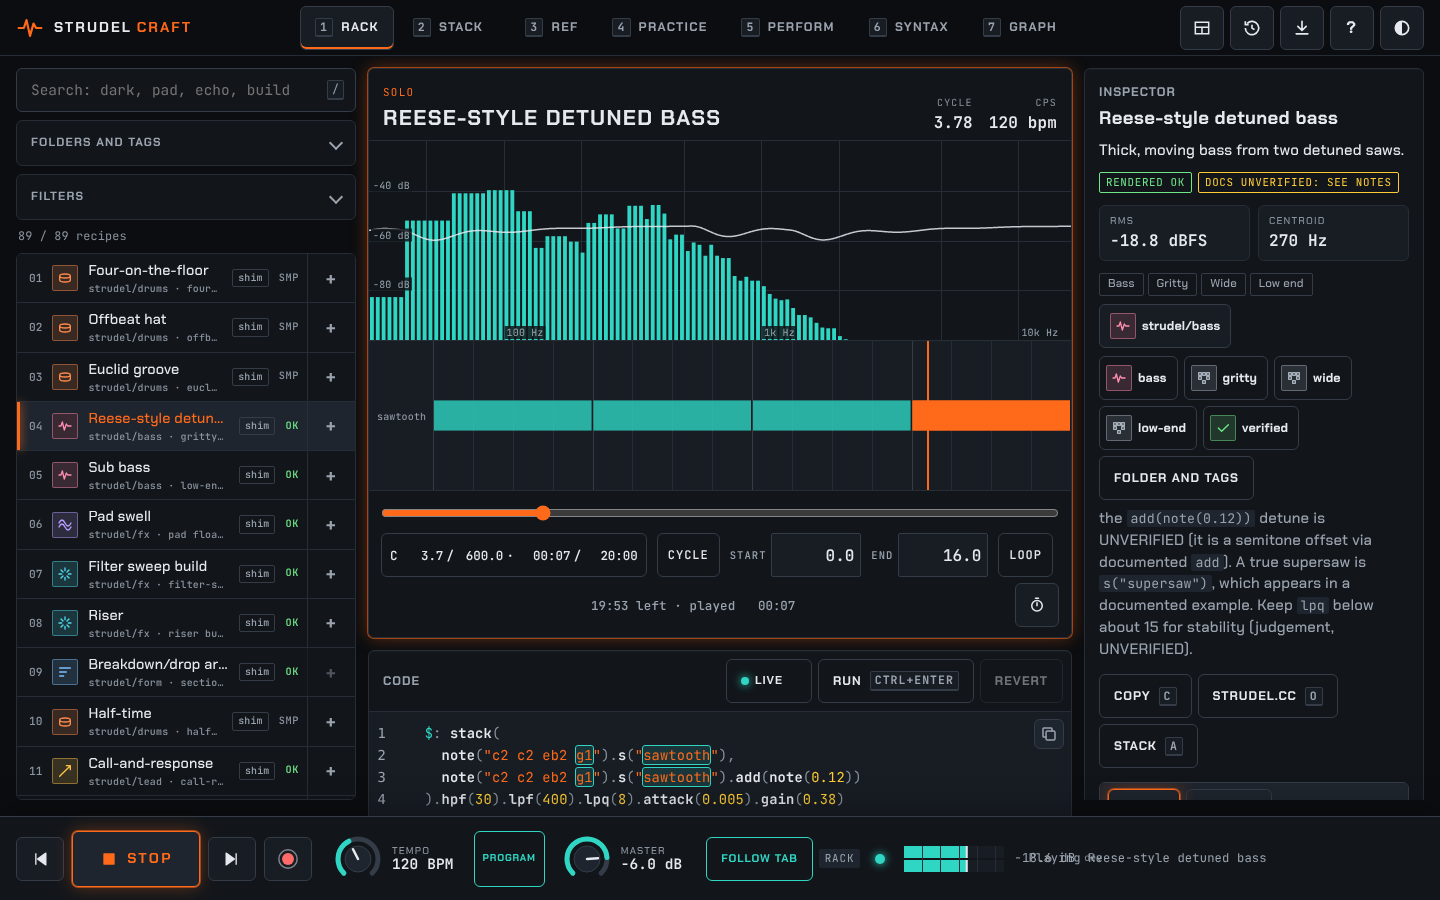 STRUDEL CRAFT
1 RACK
2 STACK
3 REF
4 PRACTICE
5 PERFORM
6 SYNTAX
7 GRAPH
?
Search: dark, pad, echo, build /
FOLDERS AND TAGS
FILTERS
89 / 89 recipes
01 Four-on-the-floor shim SMP +
strudel/drums · four…
02 Offbeat hat shim SMP +
strudel/drums · offb…
03 Euclid groove shim SMP +
strudel/drums · eucl…
04 Reese-style detun… shim OK +
strudel/bass · gritty…
05 Sub bass shim OK +
strudel/bass · low-en…
06 Pad swell shim OK +
strudel/fx · pad floa…
07 Filter sweep build shim OK +
strudel/fx · filter-s…
08 Riser shim OK +
strudel/fx · riser bu…
09 Breakdown/drop ar… shim OK +
strudel/form · sectio…
10 Half-time shim SMP +
strudel/drums · half…
11 Call-and-response shim OK +
strudel/lead · call-r…
SOLO
REESE-STYLE DETUNED BASS
CYCLE
3.78
CPS
120 bpm
-40 dB
-60 dB
-80 dB
100 Hz
1k Hz
10k Hz
sawtooth
C 3.7/ 600.0· 00:07/ 20:00
CYCLE
START 0.0
END 16.0
LOOP
19:53 left · played 00:07
CODE
LIVE
RUN CTRL+ENTER
REVERT
1 $: stack(
2 note("c2 c2 eb2 g1").s("sawtooth"),
3 note("c2 c2 eb2 g1").s("sawtooth").add(note(0.12))
4 ).hpf(30).lpf(400).lpq(8).attack(0.005).gain(0.38)
INSPECTOR
Reese-style detuned bass
Thick, moving bass from two detuned saws.
RENDERED OK
DOCS UNVERIFIED: SEE NOTES
RMS
-18.8 dBFS
CENTROID
270 Hz
Bass
Gritty
Wide
Low end
strudel/bass
bass
gritty
wide
low-end
verified
FOLDER AND TAGS
the add(note(0.12)) detune is
UNVERIFIED (it is a semitone offset via
documented add). A true supersaw is
s("supersaw"), which appears in a
documented example. Keep lpq below
about 15 for stability (judgement,
UNVERIFIED).
COPY C
STRUDEL.CC O
STACK A
STOP
TEMPO
120 BPM
PROGRAM
MASTER
-6.0 dB
FOLLOW TAB
RACK
Reese-style detuned bass